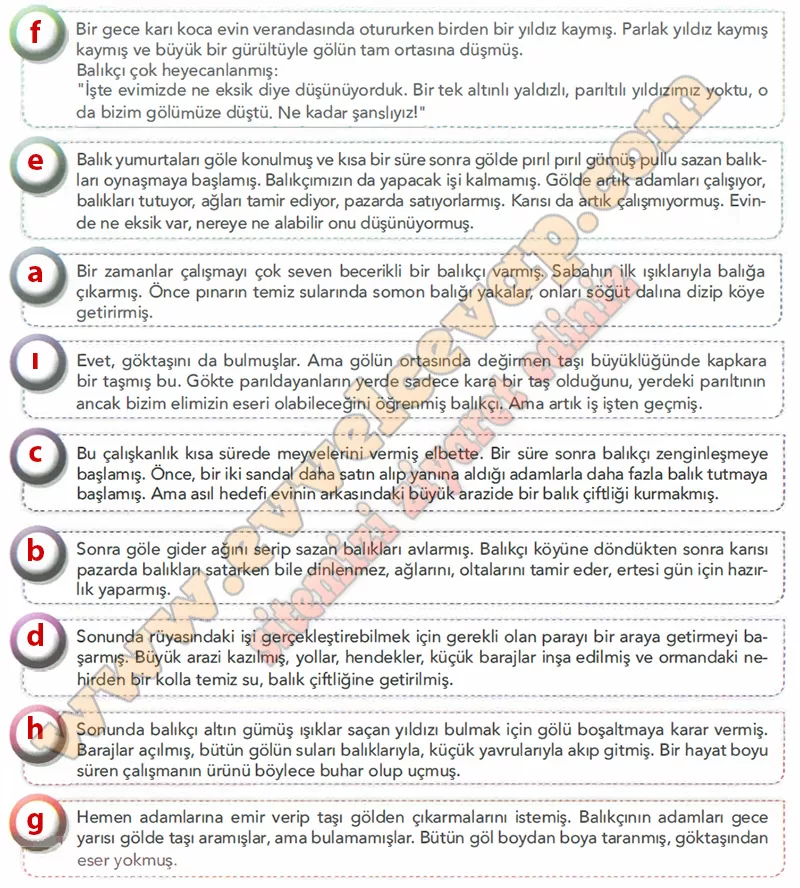 f
Bir gece karı koca evin verandasında otururken birden bir yıldız kaymış. Parlak yıldız kaymış
kaymış ve büyük bir gürültüyle gölün tam ortasına düşmüş.
Balıkçı çok heyecanlanmış:
"İşte evimizde ne eksik diye düşünüyorduk. Bir tek altınlı yaldızlı, parıltılı yıldızımız yoktu, o
da bizim gölümüze düştü. Ne kadar şanslıyız!"
e
Balık yumurtaları göle konulmuş ve kısa bir süre sonra gölde pırıl pırıl gümüş pullu sazan balık-
ları oynaşmaya başlamış. Balıkçımızın da yapacak işi kalmamış. Gölde artık adamları çalışıyor,
balıkları tutuyor, ağları tamir ediyor, pazarda satıyorlarmış. Karısı da artık çalışmıyormuş. Evin-
de ne eksik var, nereye ne alabilir onu düşünüyormuş.
a
Bir zamanlar çalışmayı çok seven becerikli bir balıkçı varmış. Sabahın ilk ışıklarıyla balığa
çıkarmış. Önce pınarın temiz sularında somon balığı yakalar, onları söğüt dalına dizip köye
getirirmiş.
ı
Evet, göktaşını da bulmuşlar. Ama gölün ortasında değirmen taşı büyüklüğünde kapkara
bir taşmış bu. Gökte parıldayanların yerde sadece kara bir taş olduğunu, yerdeki parıltının
ancak bizim elimizin eseri olabileceğini öğrenmiş balıkçı. Ama artık iş işten geçmiş.
c
Bu çalışkanlık kısa sürede meyvelerini vermiş elbette. Bir süre sonra balıkçı zenginleşmeye
başlamış. Önce, bir iki sandal daha satın alıp yanına aldığı adamlarla daha fazla balık tutmaya
başlamış. Ama asıl hedefi evinin arkasındaki büyük arazide bir balık çiftliği kurmakmış.
b
Sonra göle gider ağını serip sazan balıkları avlarmış. Balıkçı köyüne döndükten sonra karısı
pazarda balıkları satarken bile dinlenmez, ağlarını, oltalarını tamir eder, ertesi gün için hazır-
lık yaparmış.
d
Sonunda rüyasındaki işi gerçekleştirebilmek için gerekli olan parayı bir araya getirmeyi ba-
şarmış. Büyük arazi kazılmış, yollar, hendekler, küçük barajlar inşa edilmiş ve ormandaki ne-
hirden bir kolla temiz su, balık çiftliğine getirilmiş.
h
Sonunda balıkçı altın gümüş ışıklar saçan yıldızı bulmak için gölü boşaltmaya karar vermiş.
Barajlar açılmış, bütün gölün suları balıklarıyla, küçük yavrularıyla akıp gitmiş. Bir hayat boyu
süren çalışmanın ürünü böylece buhar olup uçmuş.
g
Hemen adamlarına emir verip taşı gölden çıkarmalarını istemiş. Balıkçının adamları gece
yarısı gölde taşı aramışlar, ama bulamamışlar. Bütün göl boydan boya taranmış, göktaşından
eser yokmuş.
www.evvelcevap.com
sitemizi ziyaret ediniz